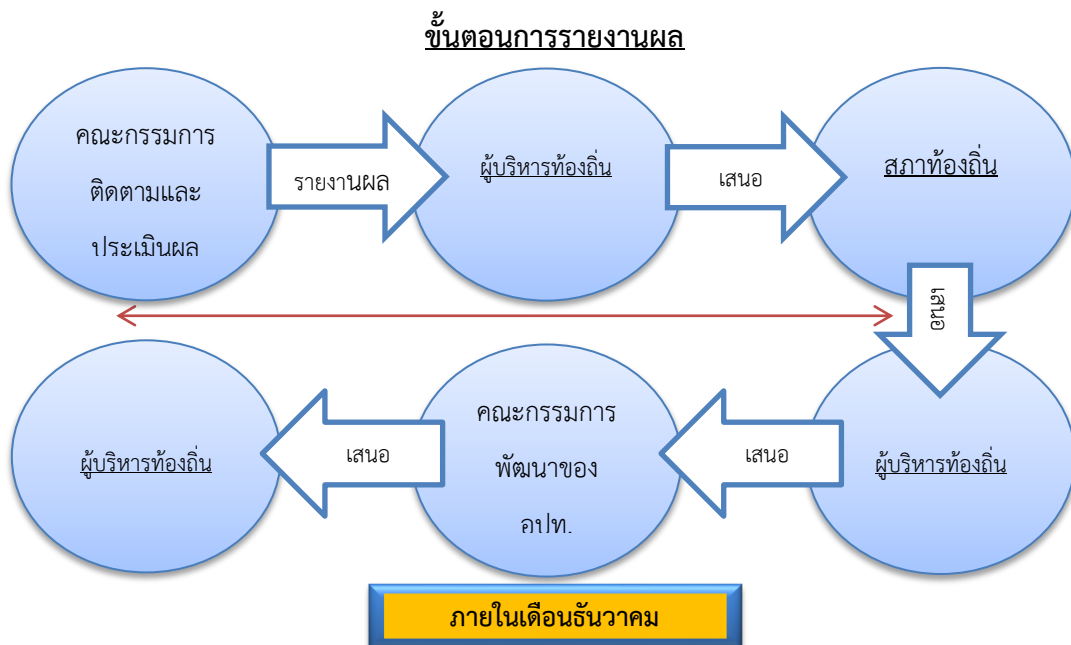 ขั้นตอนการรายงานผล
คณะกรรมการ
ติดตามและ
ประเมินผล
รายงานผล
ผู้บริหารท้องถิ่น
เสนอ
สภาท้องถิ่น
เสนอ
ผู้บริหารท้องถิ่น
เสนอ
คณะกรรมการ
พัฒนาของ
อปท.
เสนอ
ผู้บริหารท้องถิ่น
ภายในเดือนธันวาคม